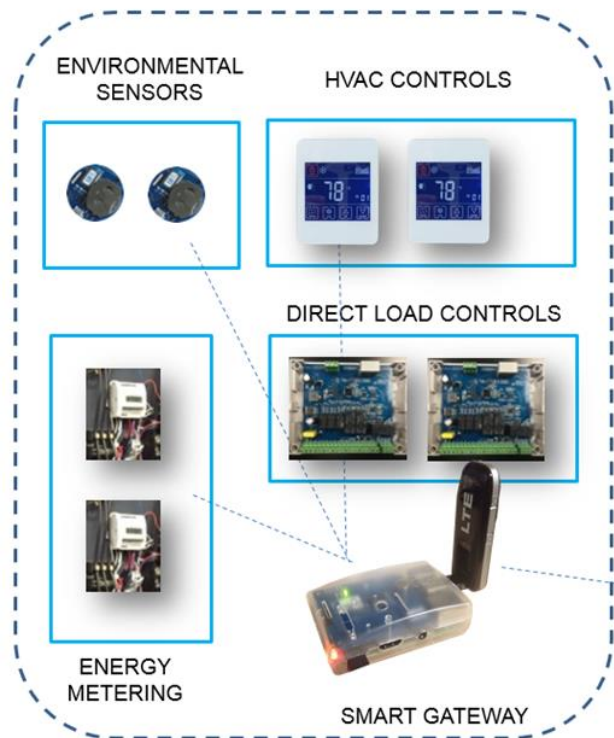 ENVIRONMENTAL
SENSORS
HVAC CONTROLS
78
78
DIRECT LOAD CONTROLS
LTE
ENERGY
METERING
SMART GATEWAY